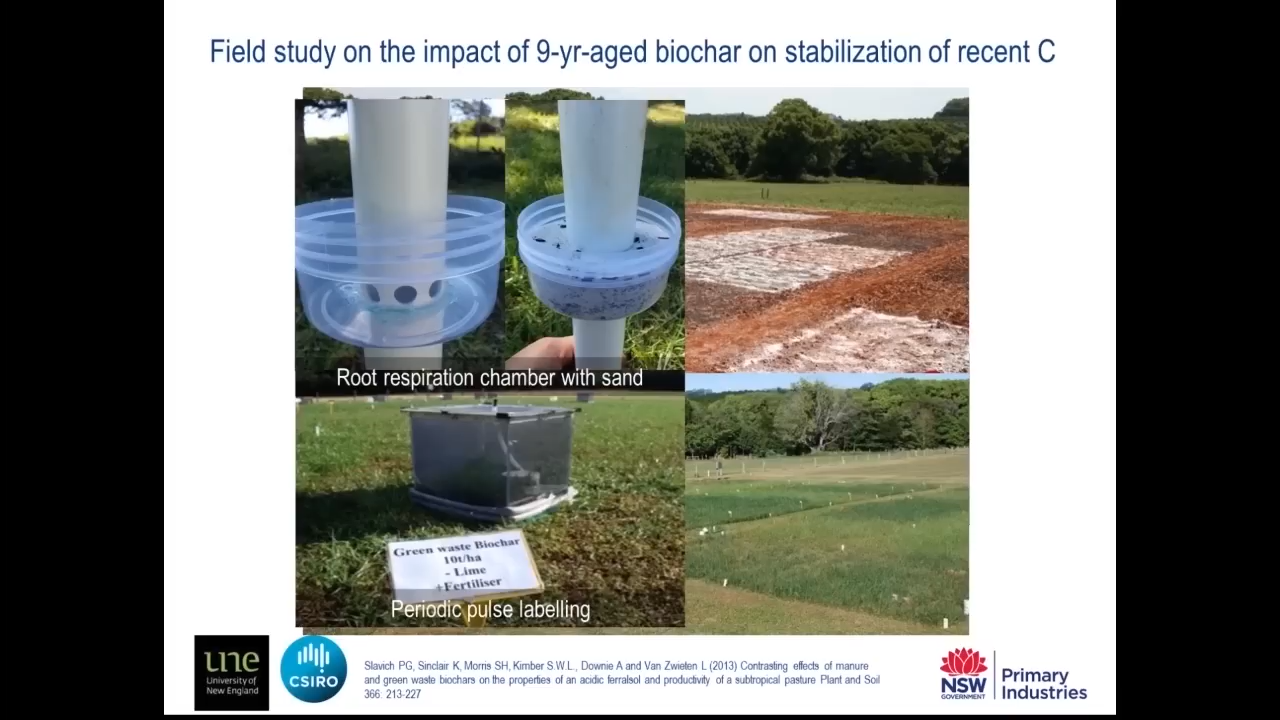 Field study on the impact of 9-yr-aged biochar on stabilization of recent C
Root respiration chamber with sand
Green waste Biochar
10t/ha
- Lime
+Fertiliser
Periodic pulse labelling
une
University of
New England
CSIRO
Slavich PG, Sinclair K, Morris SH, Kimber S.W.L., Downie A and Van Zwieten L (2013) Contrasting effects of manure
and green waste biochars on the properties of an acidic ferralsol and productivity of a subtropical pasture Plant and Soil
366: 213-227
NSW
GOVERNMENT
Primary
Industries